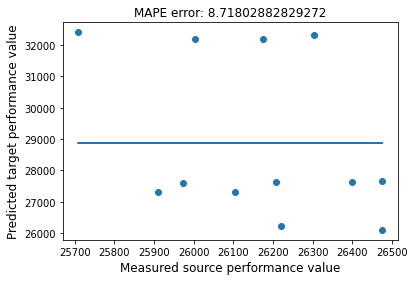 MAPE error: 8.71802882829272
Predicted target performance value
32000
31000
30000
29000
28000
27000
26000
25700 25800 25900 26000 26100 26200 26300 26400 26500
Measured source performance value